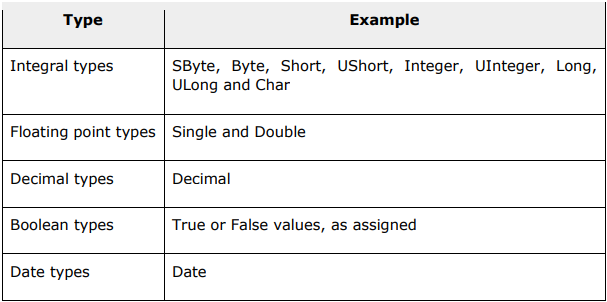 Type Example
Integral types SByte, Byte, Short, UShort, Integer, UInteger, Long,
ULong and Char
Floating point types Single and Double
Decimal types Decimal
Boolean types True or False values, as assigned
Date types Date